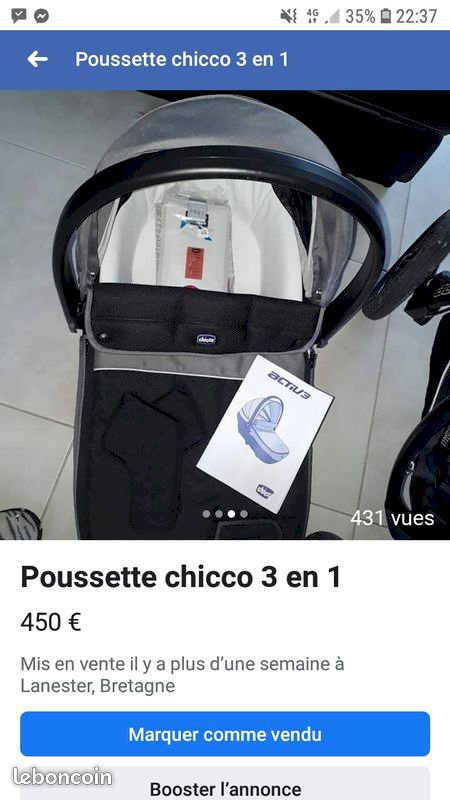 4G 35% 22:37
Poussette chicco 3 en 1
chicco
ACTIV3
chicco
431 vues
Poussette chicco 3 en 1
450 €
Mis en vente il y a plus d'une semaine à
Lanester, Bretagne
Marquer comme vendu
leboncoin
Booster l'annonce